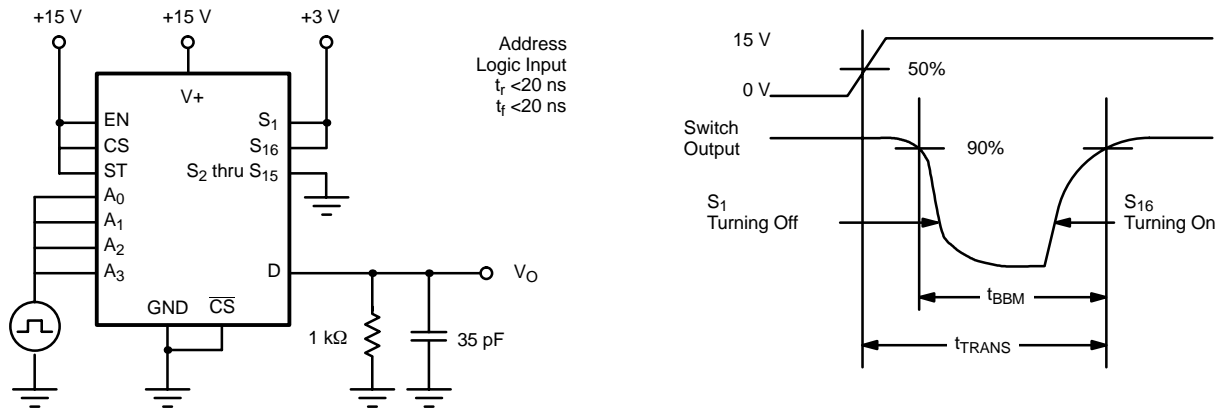 +15 V
+15 V
+3 V
V+
EN
CS
ST
A0
A1
A2
A3
S1
S16
S2 thru S15
D
GND
CS
VO
1 kΩ
35 pF
Address
Logic Input
tr <20 ns
tf <20 ns
15 V
0 V
50%
Switch
Output
90%
S1
Turning Off
S16
Turning On
tBBM
tTRANS